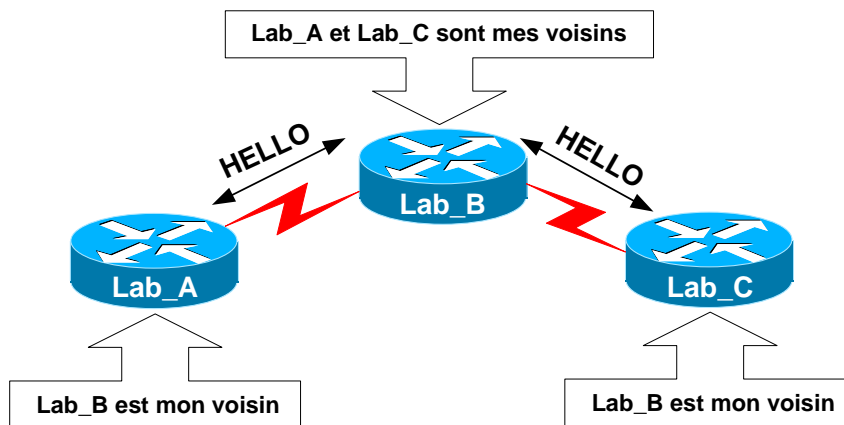 Lab_A et Lab_C sont mes voisins
HELLO
HELLO
Lab_B
Lab_A
Lab_C
Lab_B est mon voisin
Lab_B est mon voisin